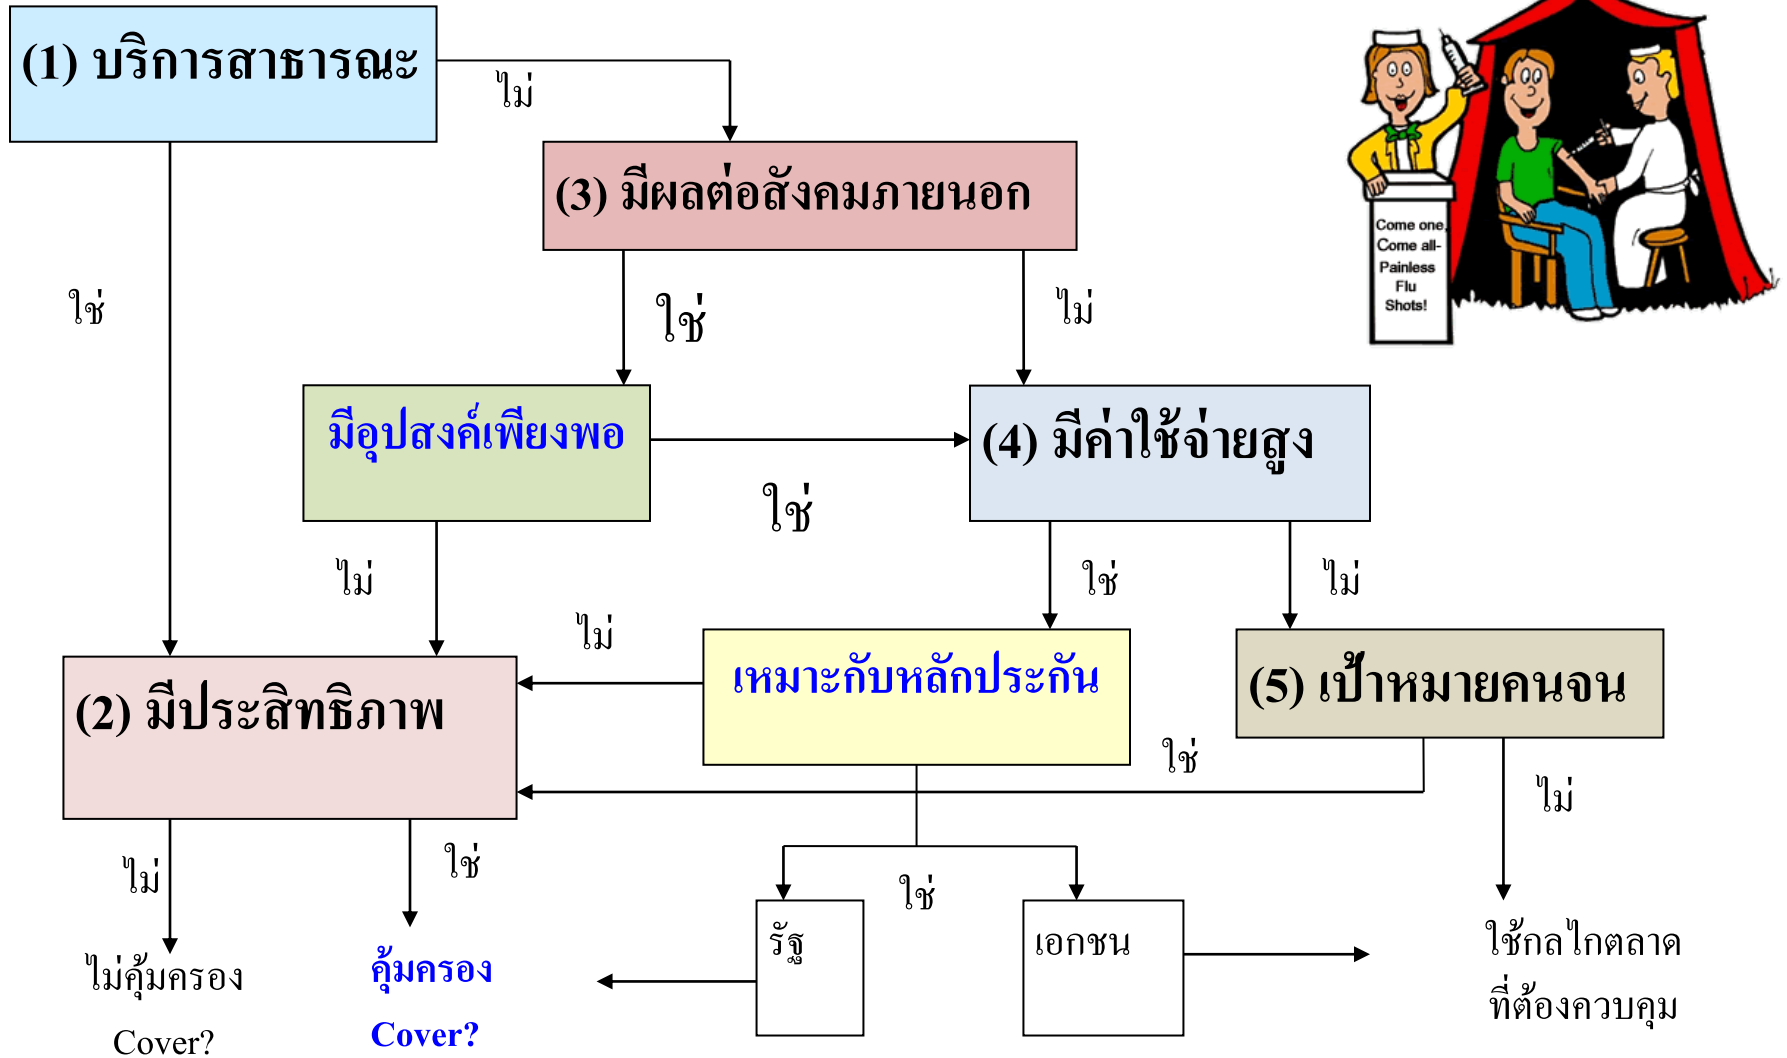 (1) บริการสาธารณะ
ไม่
(3) มีผลต่อสังคมภายนอก
Come one,
Come all-
Painless
Flu
Shots!
ใช่
ใช่
ไม่
มีอุปสงค์เพียงพอ
(4) มีค่าใช้จ่ายสูง
ใช่
ไม่
ใช่
ไม่
ไม่
เหมาะกับหลักประกัน
(5) เป้าหมายคนจน
(2) มีประสิทธิภาพ
ใช่
ไม่
ไม่
ใช่
ใช่
รัฐ
เอกชน
ใช้กลไกตลาด
ที่ต้องควบคุม
ไม่คุ้มครอง
Cover?
คุ้มครอง
Cover?